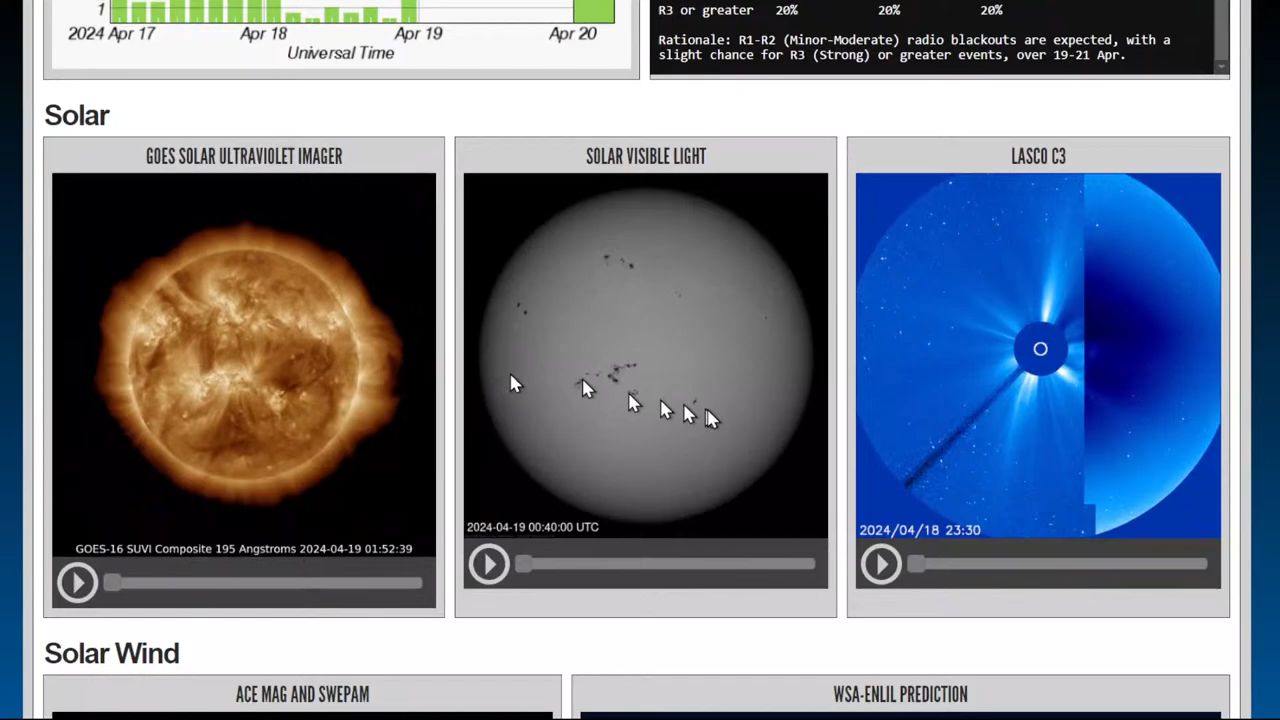 1
2024 Apr 17 Apr 18 Apr 19 Apr 20
Universal Time
R3 or greater 20% 20% 20%
Rationale: R1-R2 (Minor-Moderate) radio blackouts are expected, with a
slight chance for R3 (Strong) or greater events, over 19-21 Apr.
Solar
GOES SOLAR ULTRAVIOLET IMAGER
GOES-16 SUVI Composite 195 Angstroms 2024-04-19 01:52:39
SOLAR VISIBLE LIGHT
2024-04-19 00:40:00 UTC
LASCO C3
2024/04/18 23:30
Solar Wind
ACE MAG AND SWEPAM
WSA-ENLIL PREDICTION